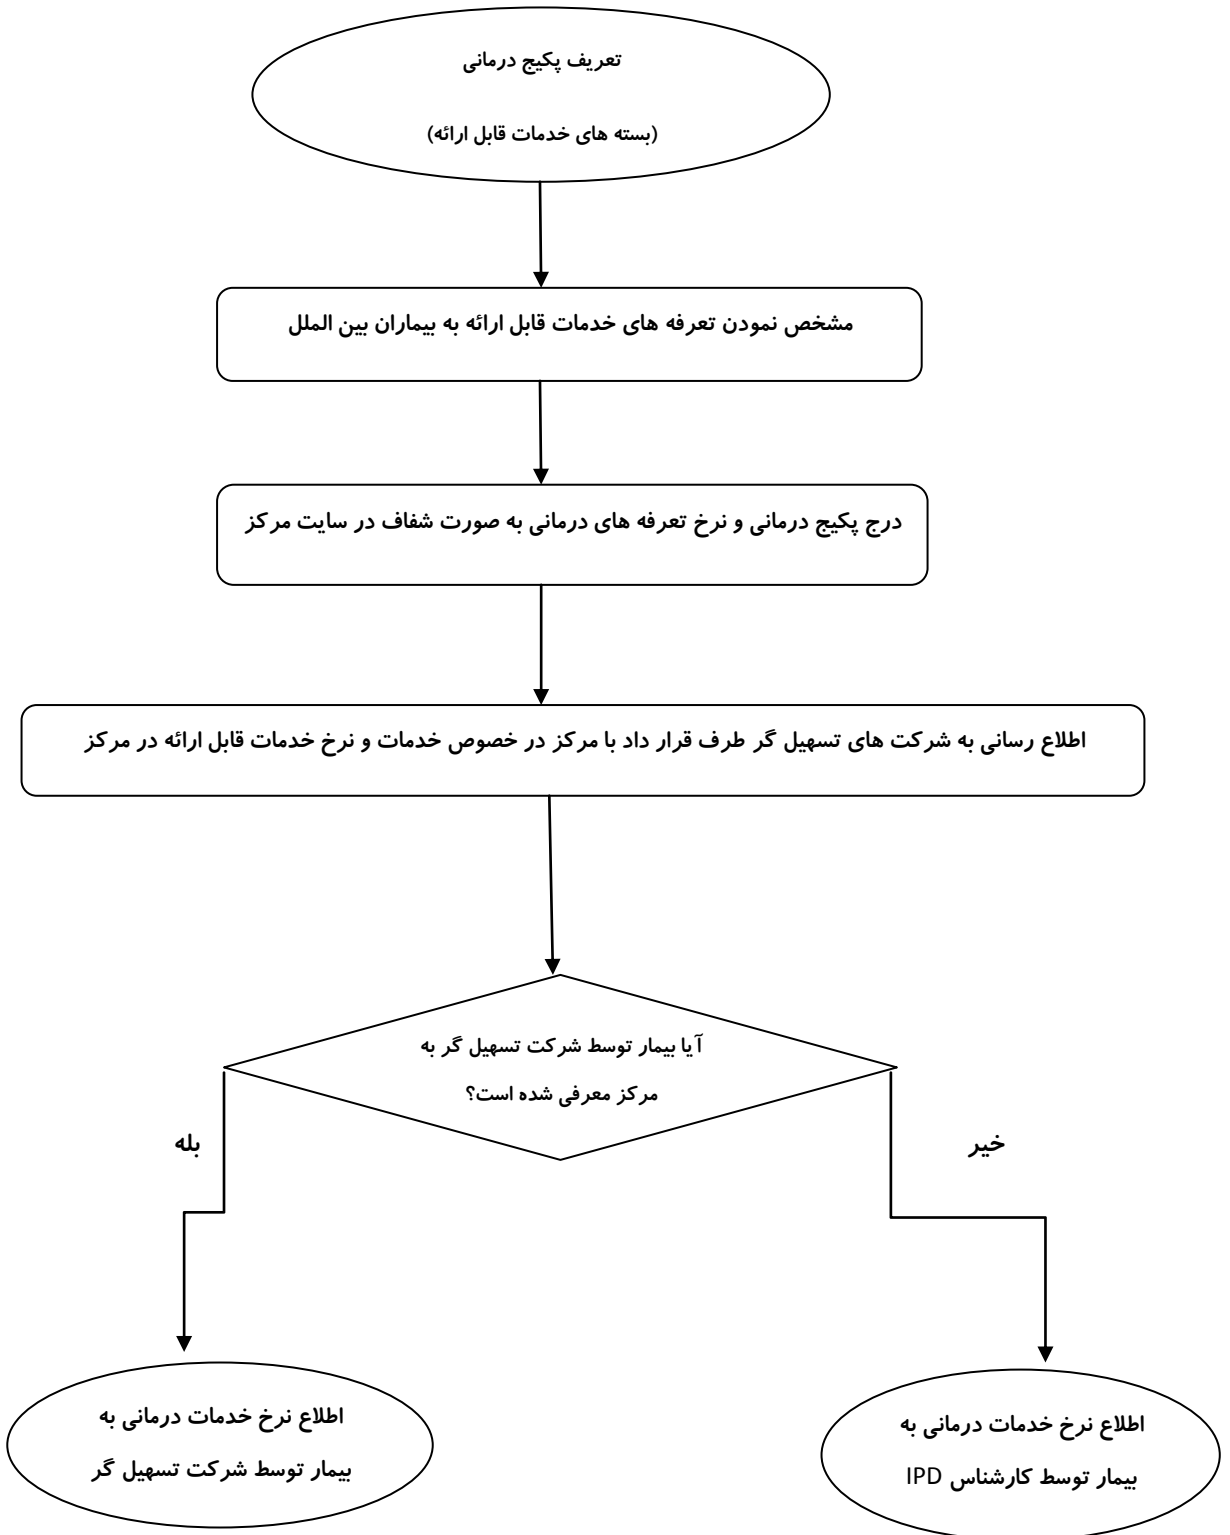 تعریف پکیج درمانی
(بسته های خدمات قابل ارائه)
مشخص نمودن تعرفه های خدمات قابل ارائه به بیماران بین الملل
درج پکیج درمانی و نرخ تعرفه های درمانی به صورت شفاف در سایت مرکز
اطلاع رسانی به شرکت های تسهیل گر طرف قرار داد با مرکز در خصوص خدمات و نرخ خدمات قابل ارائه در مرکز
آیا بیمار توسط شرکت تسهیل گر به
مرکز معرفی شده است؟
خیر
بله
اطلاع نرخ خدمات درمانی به
بیمار توسط کارشناس IPD
اطلاع نرخ خدمات درمانی به
بیمار توسط شرکت تسهیل گر